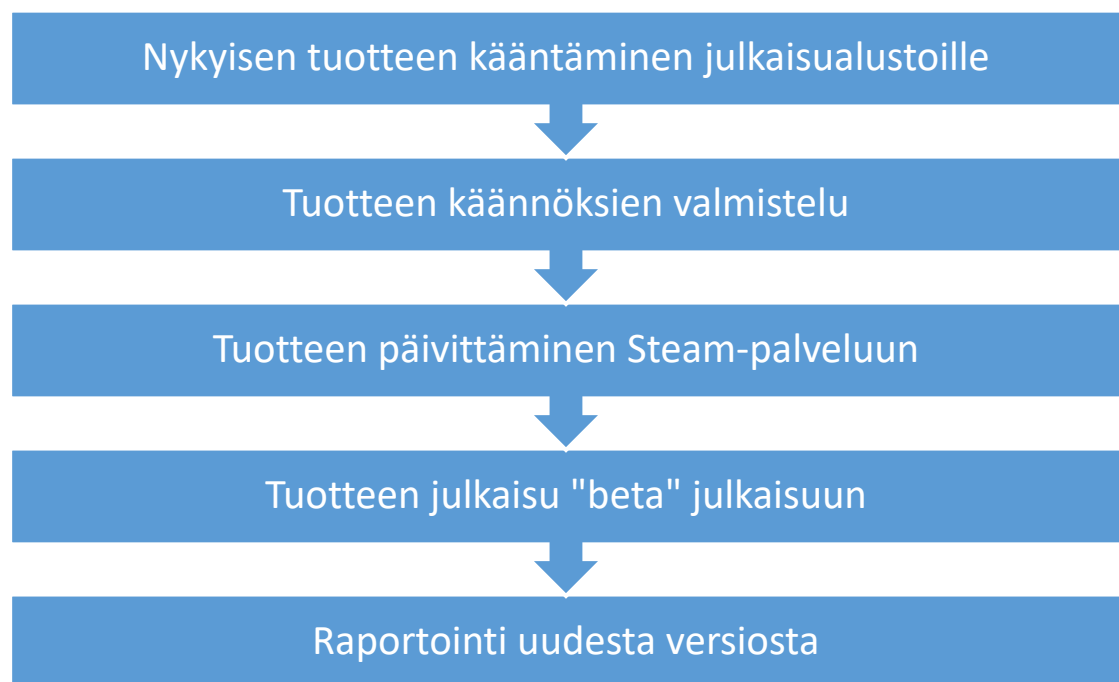 Nykyisen tuotteen kääntäminen julkaisualustoille
Tuotteen käännöksien valmistelu
Tuotteen päivittäminen Steam-palveluun
Tuotteen julkaisu "beta" julkaisuun
Raportointi uudesta versiosta